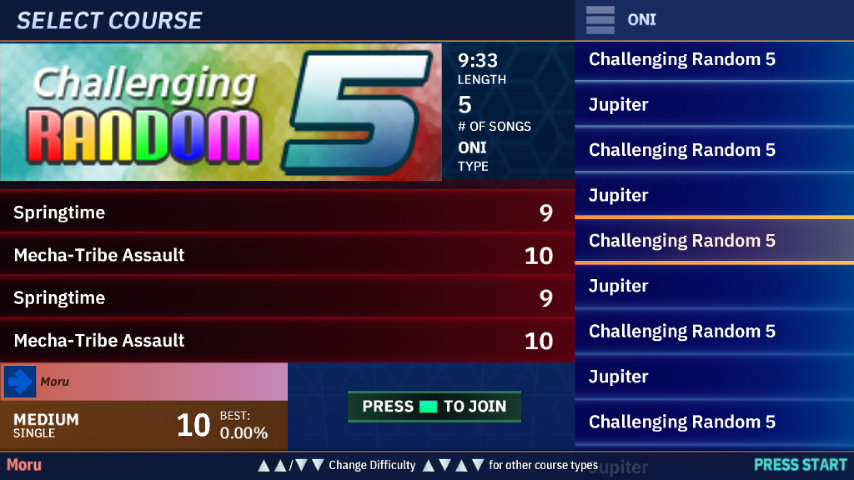 SELECT COURSE
ONI
Challenging
RANDOM
5
9:33
LENGTH
5
# OF SONGS
ONI
TYPE
Springtime 9
Mecha-Tribe Assault 10
Springtime 9
Mecha-Tribe Assault 10
Moru
MEDIUM
SINGLE
10
BEST:
0.00%
PRESS TO JOIN
Challenging Random 5
Jupiter
Challenging Random 5
Jupiter
Challenging Random 5
Jupiter
Challenging Random 5
Jupiter
Challenging Random 5
Jupiter
Moru
▲▲/▼▼ Change Difficulty ▲▼▲▼ for other course types
PRESS START